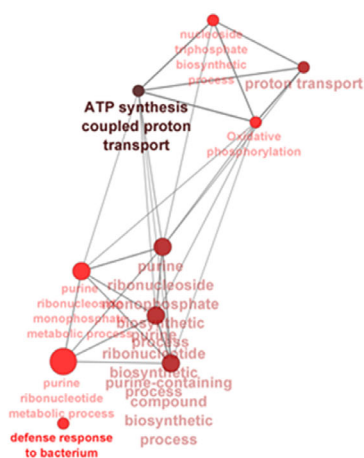 nucleoside
triphosphate
biosynthetic
process
proton transport
ATP synthesis
coupled proton
transport
Oxidative
phosphorylation
purine
ribonucleoside
monophosphate
biosynthetic
process
purine
ribonucleoside
monophosphate
metabolic process
purine
ribonucleotide
biosynthetic
process
purine-containing
compound
biosynthetic
process
purine
ribonucleotide
metabolic process
defense response
to bacterium